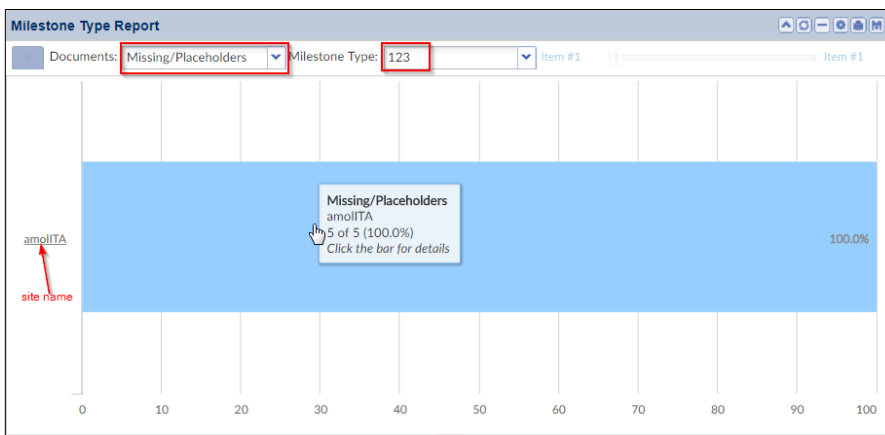 Milestone Type Report
Documents: Missing/Placeholders Milestone Type: 123 Item #1 Item #1
Missing/Placeholders
amolITA
5 of 5 (100.0%)
Click the bar for details
amolITA
100.0%
site name
0 10 20 30 40 50 60 70 80 90 100